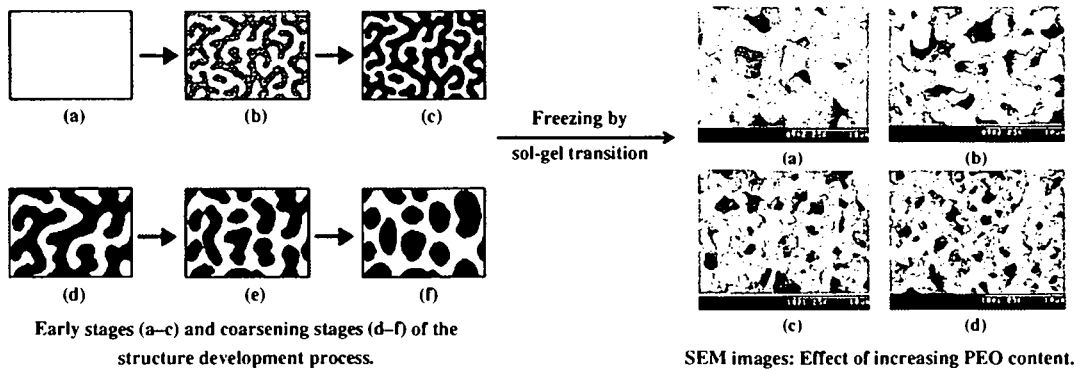 (a)
(b)
(c)
(d)
(e)
(f)
Early stages (a–c) and coarsening stages (d–f) of the
structure development process.
Freezing by
sol-gel transition
(a)
(b)
(c)
(d)
SEM images: Effect of increasing PEO content.